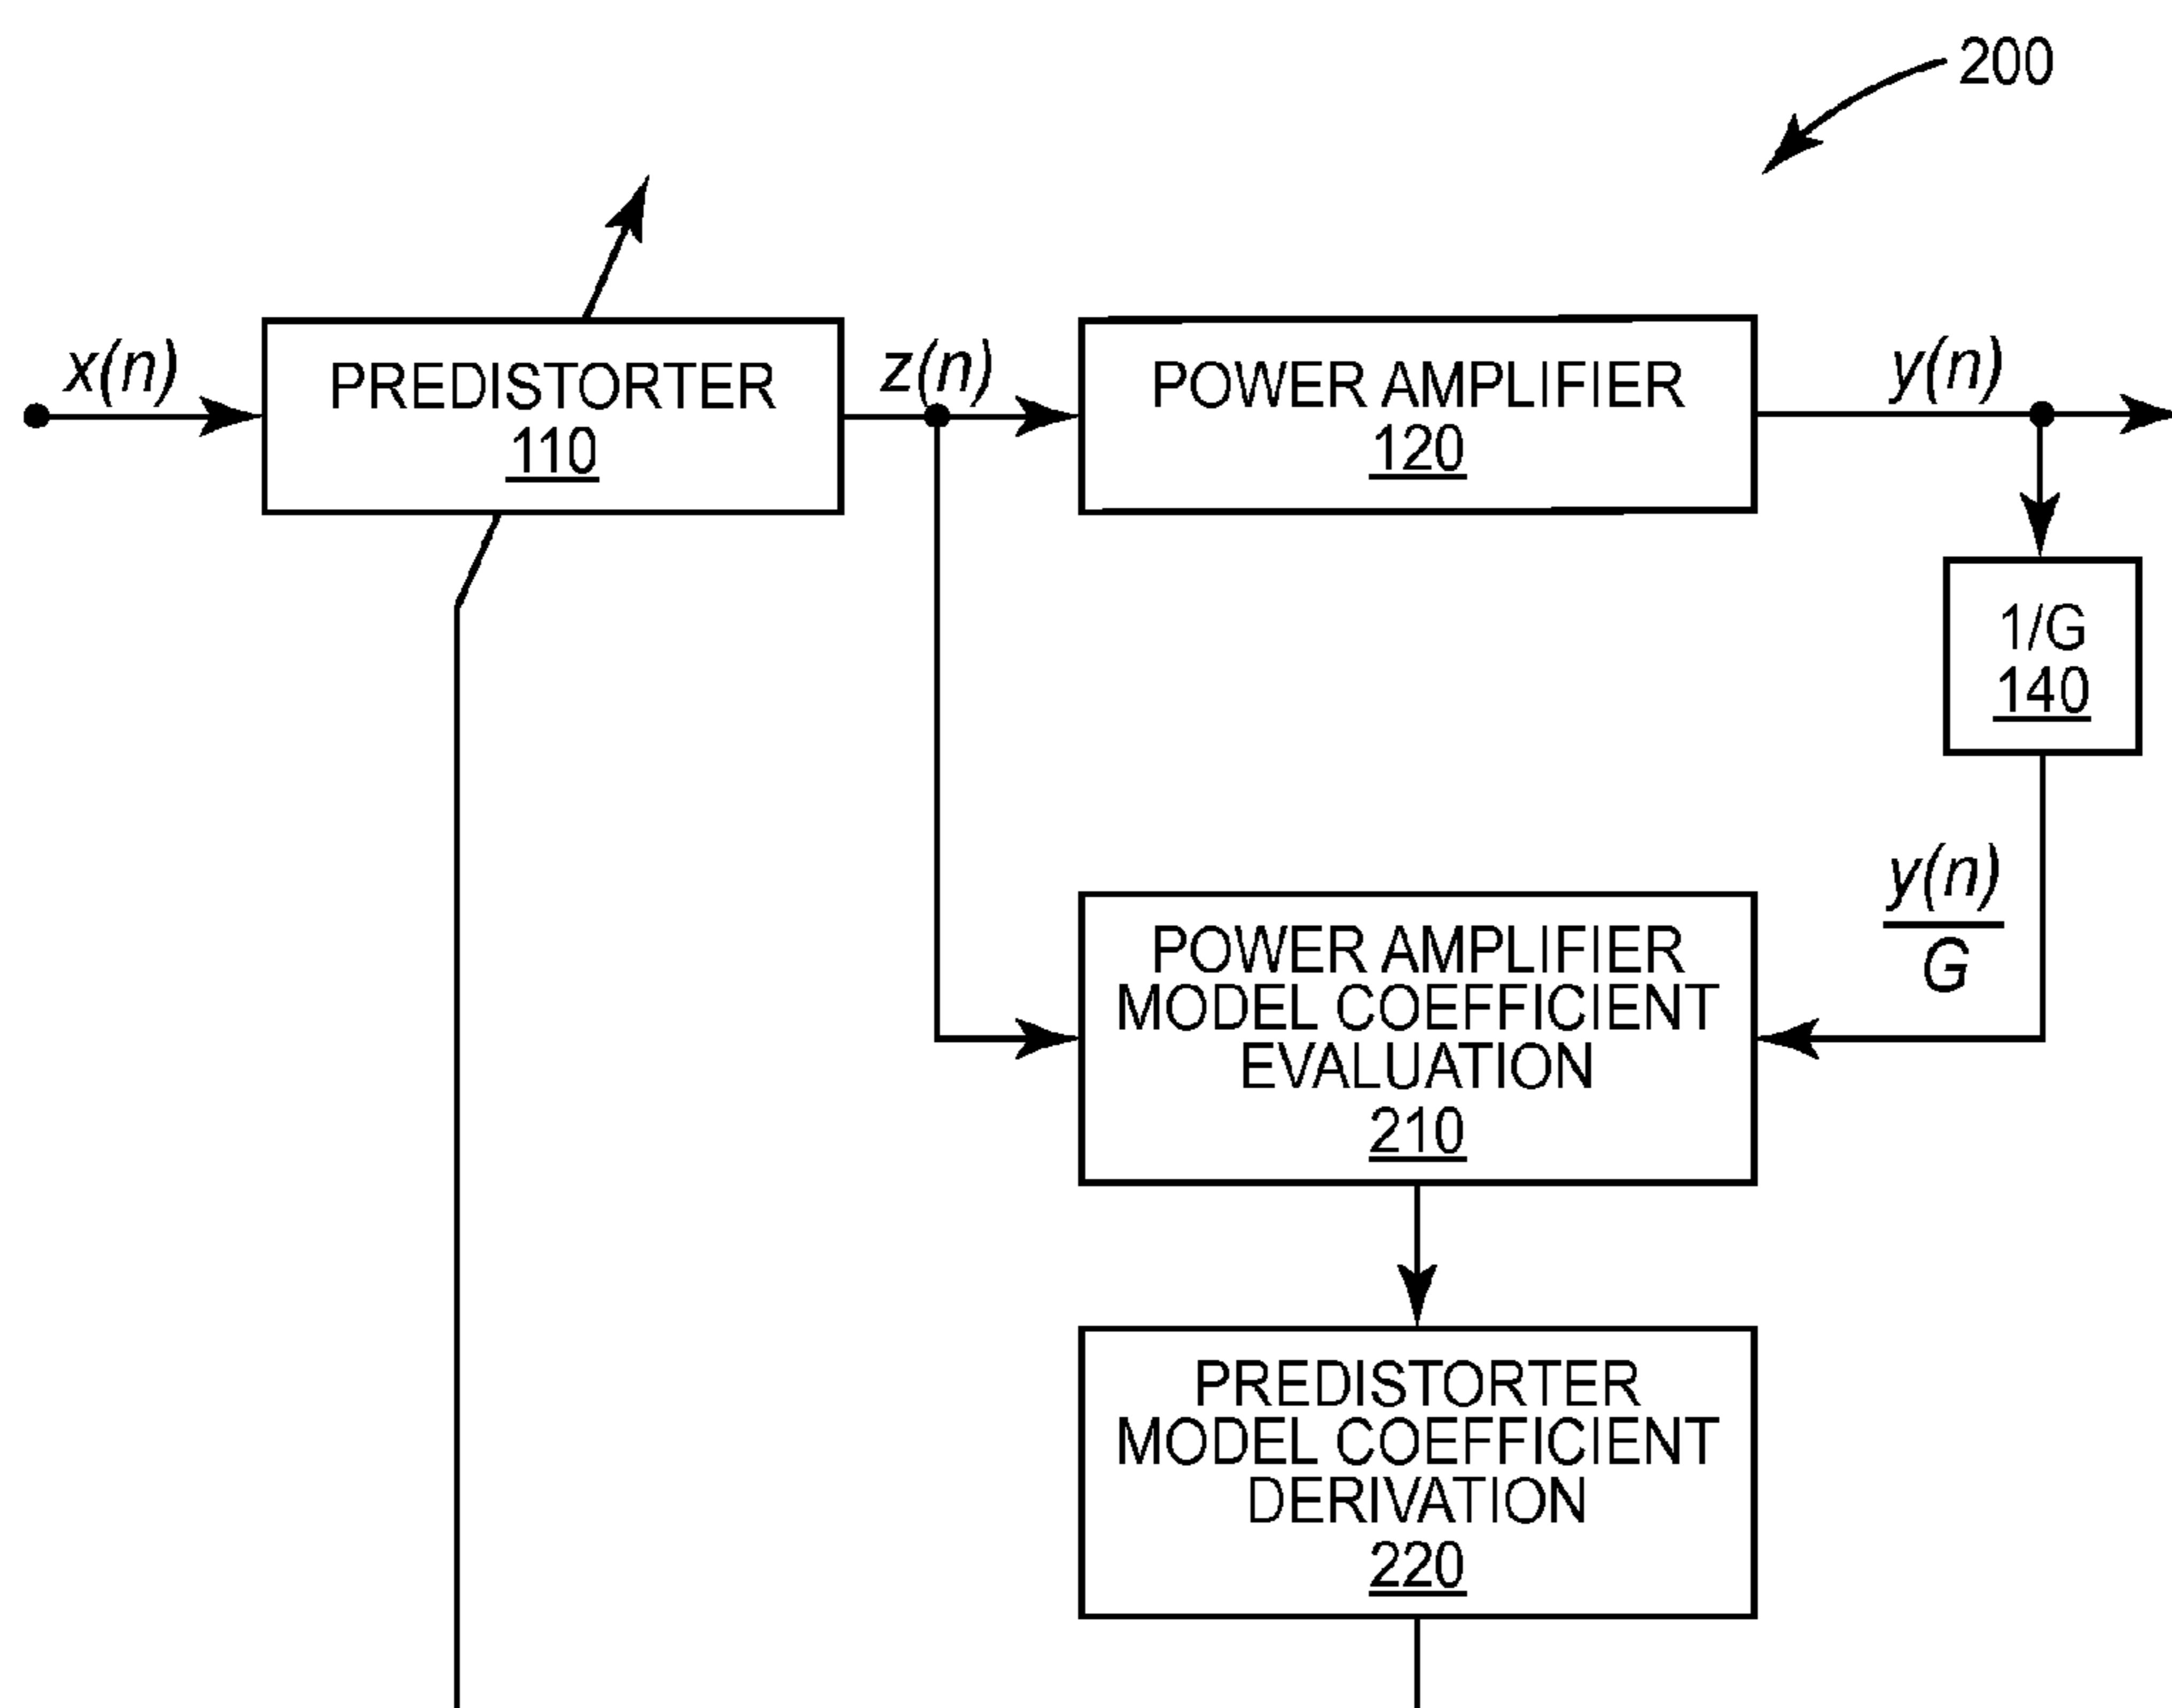 200
x(n)
PREDISTORTER
110
z(n)
POWER AMPLIFIER
120
y(n)
1/G
140
y(n)
G
POWER AMPLIFIER
MODEL COEFFICIENT
EVALUATION
210
PREDISTORTER
MODEL COEFFICIENT
DERIVATION
220